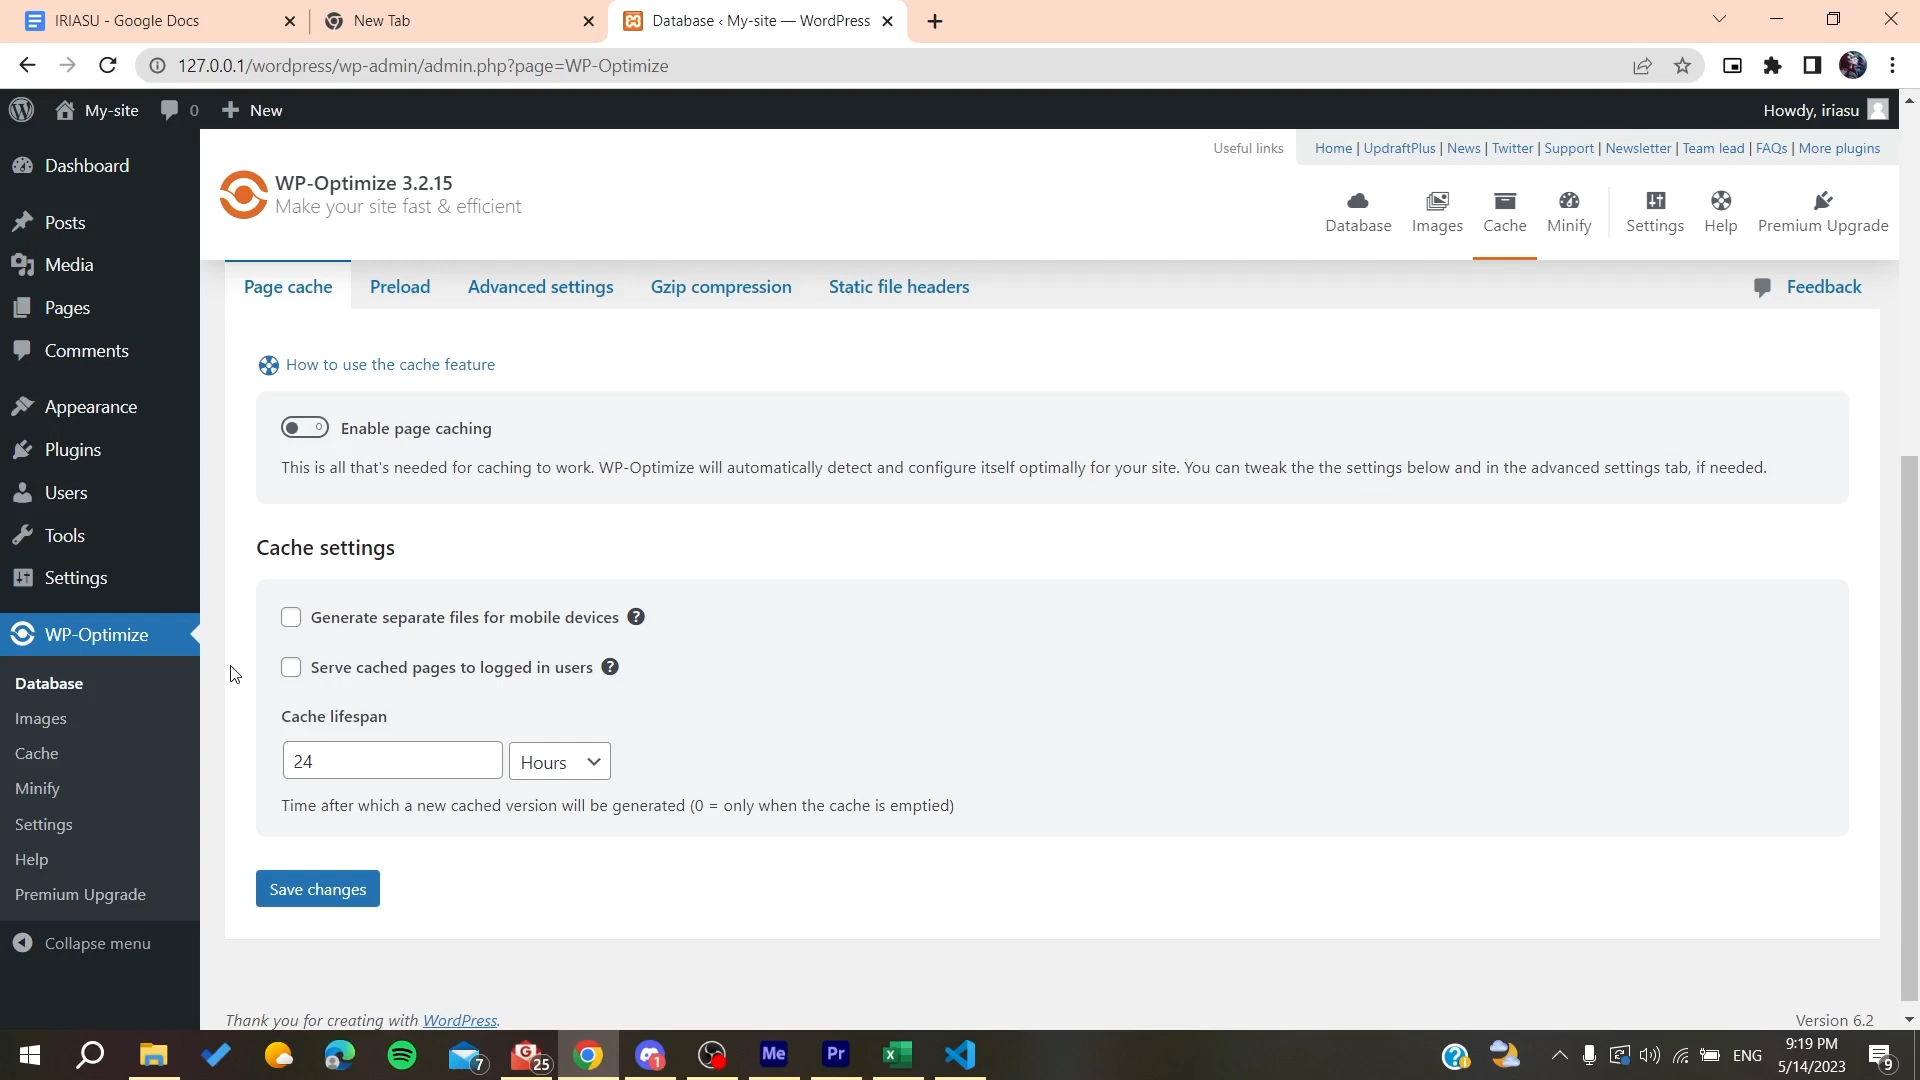 IRIASU - Google Docs
New Tab
Database ‹ My-site — WordPress
127.0.0.1/wordpress/wp-admin/admin.php?page=WP-Optimize
My-site
0
New
Howdy, iriasu
Dashboard
Posts
Media
Pages
Comments
Appearance
Plugins
Users
Tools
Settings
WP-Optimize
Database
Images
Cache
Minify
Settings
Help
Premium Upgrade
Collapse menu
Useful links
Home | UpdraftPlus | News | Twitter | Support | Newsletter | Team lead | FAQs | More plugins
WP-Optimize 3.2.15
Make your site fast & efficient
Database
Images
Cache
Minify
Settings
Help
Premium Upgrade
Page cache
Preload
Advanced settings
Gzip compression
Static file headers
Feedback
How to use the cache feature
Enable page caching
This is all that's needed for caching to work. WP-Optimize will automatically detect and configure itself optimally for your site. You can tweak the the settings below and in the advanced settings tab, if needed.
Cache settings
Generate separate files for mobile devices
Serve cached pages to logged in users
Cache lifespan
24
Hours
Time after which a new cached version will be generated (0 = only when the cache is emptied)
Save changes
Thank you for creating with WordPress.
Version 6.2
7
25
1
Me
Pr
ENG
9:19 PM
5/14/2023
9